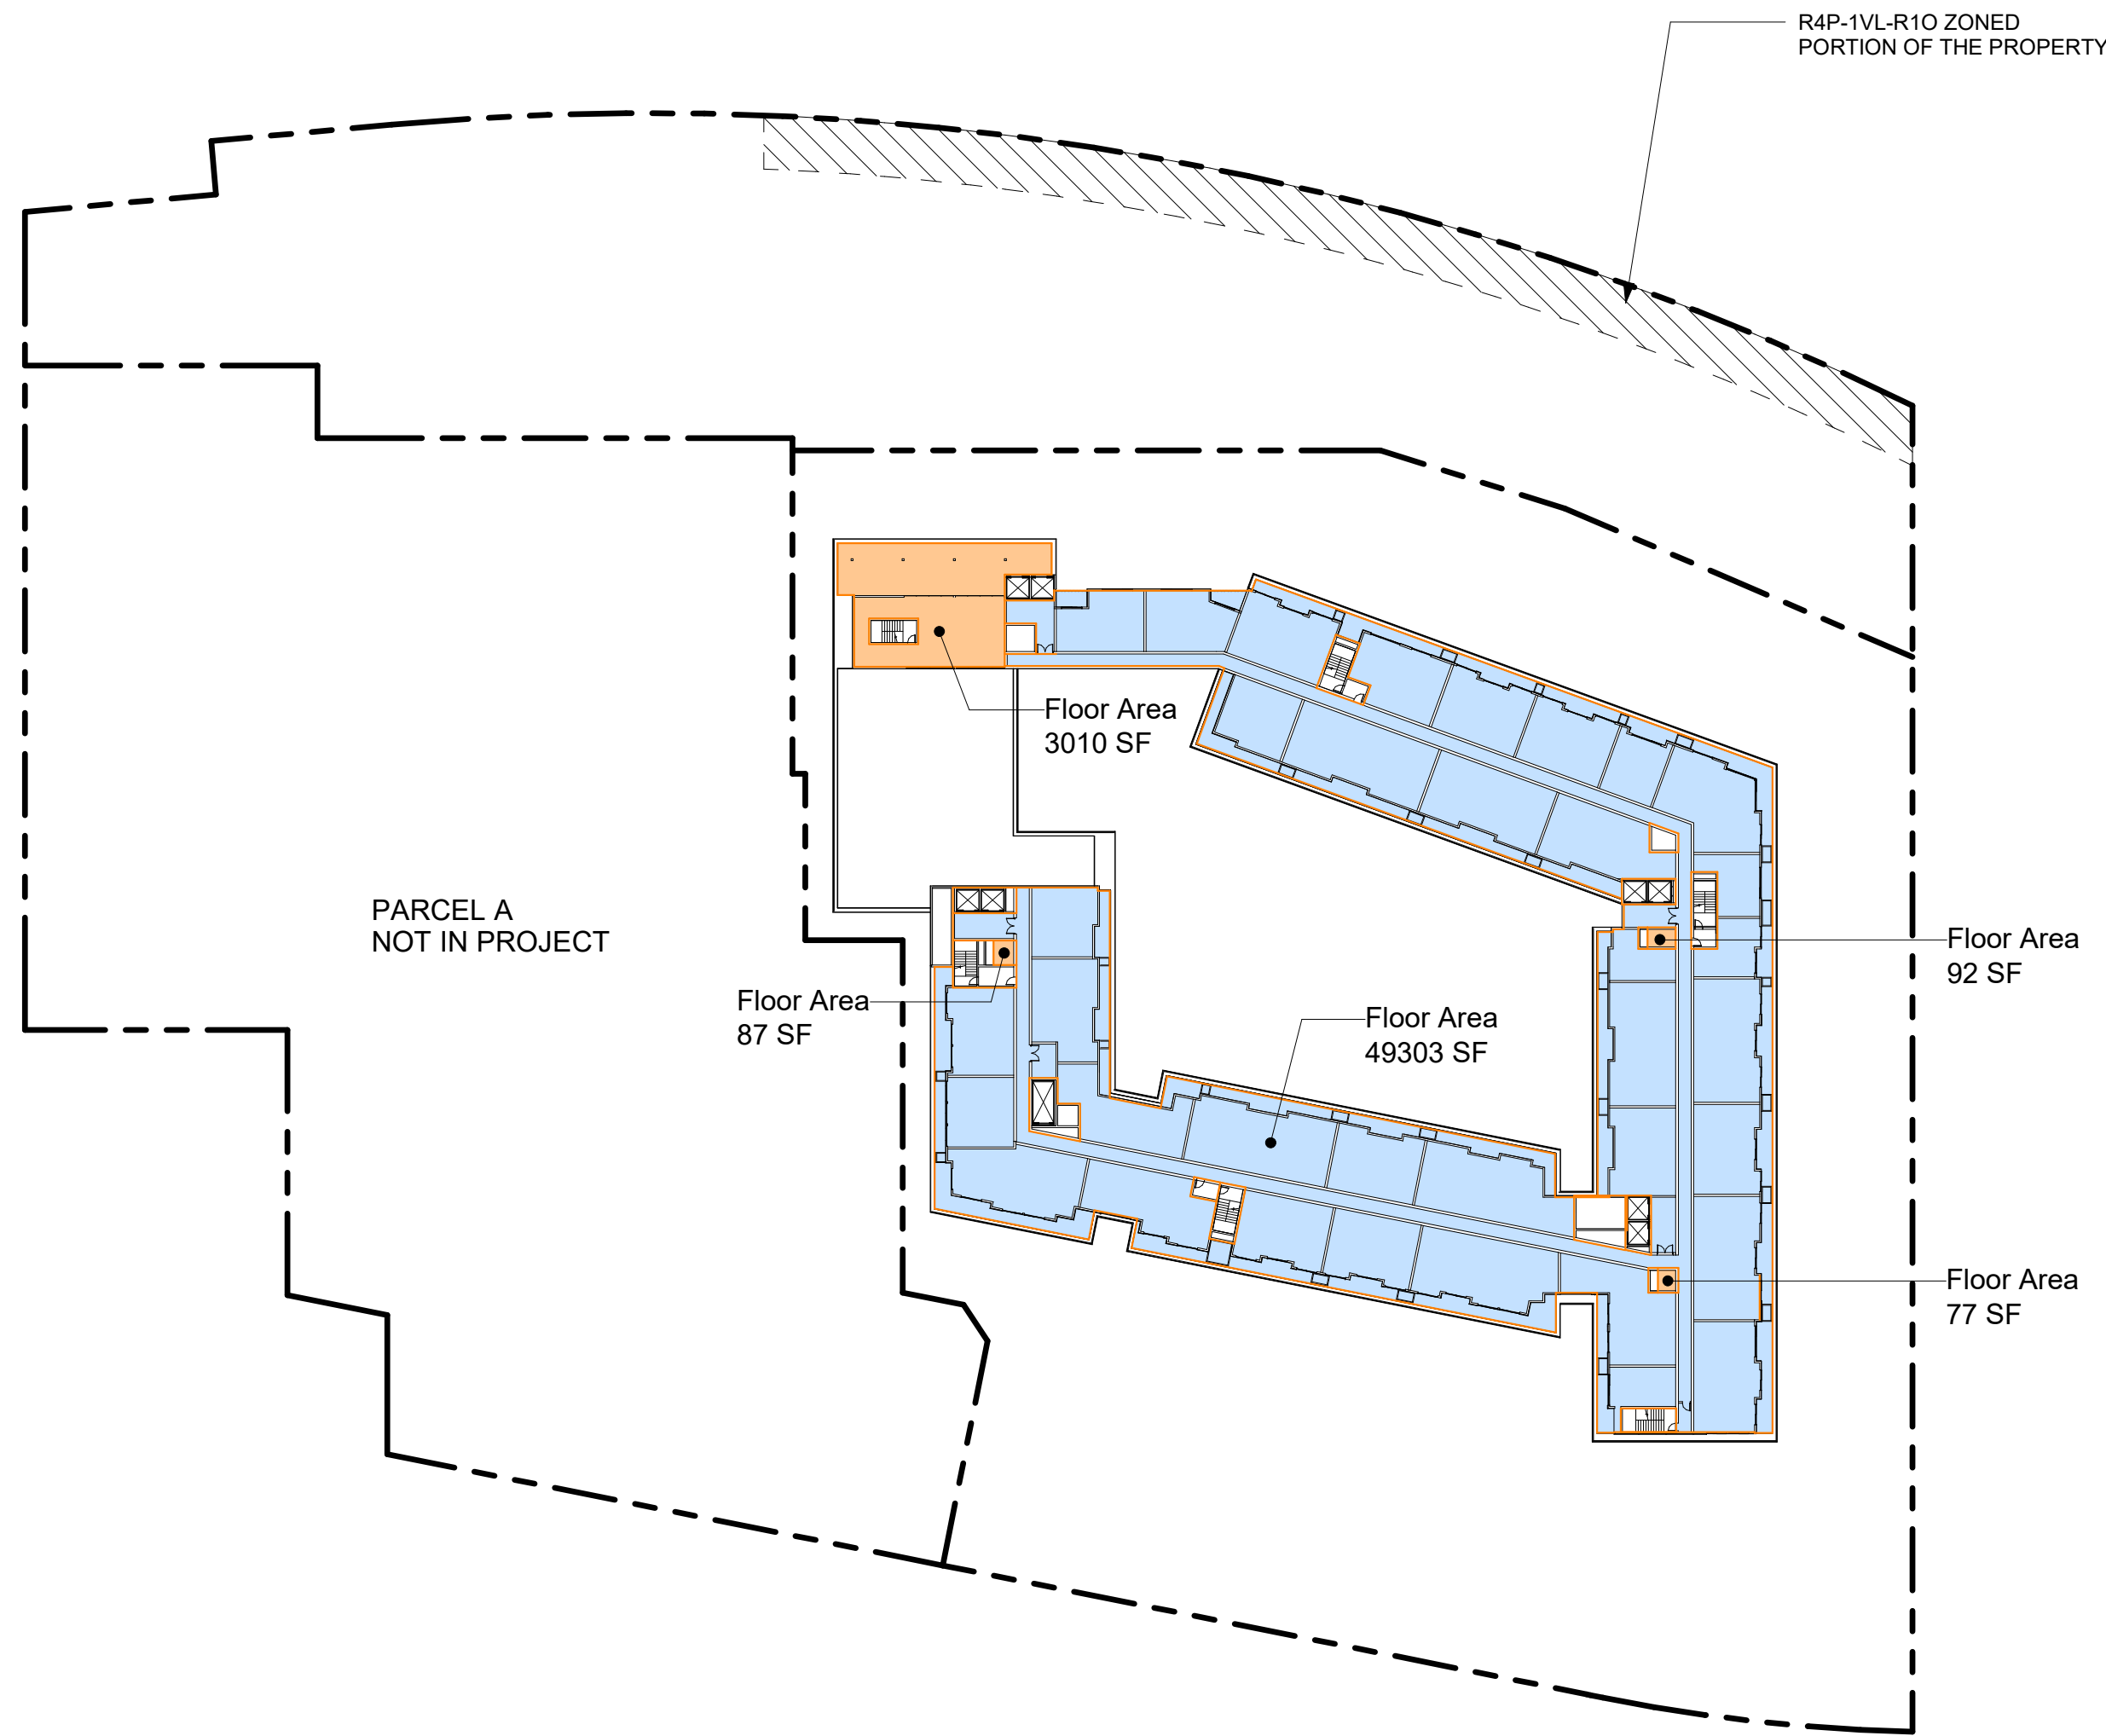 R4P-1VL-R1O ZONED
PORTION OF THE PROPERTY
Floor Area
3010 SF
PARCEL A
NOT IN PROJECT
Floor Area
92 SF
Floor Area
87 SF
Floor Area
49303 SF
Floor Area
77 SF